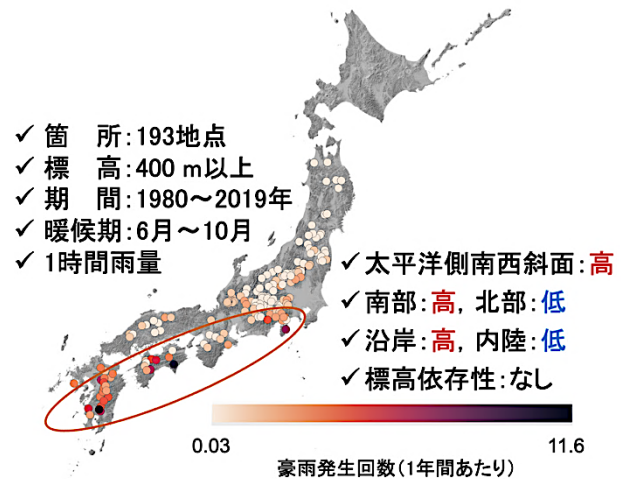 ✓ 箇　所：193地点
✓ 標　高：400 m以上
✓ 期　間：1980～2019年
✓ 暖候期：6月～10月
✓ 1時間雨量
✓ 太平洋側南西斜面：高
✓ 南部：高，北部：低
✓ 沿岸：高，内陸：低
✓ 標高依存性：なし
0.03
11.6
豪雨発生回数（1年間あたり）